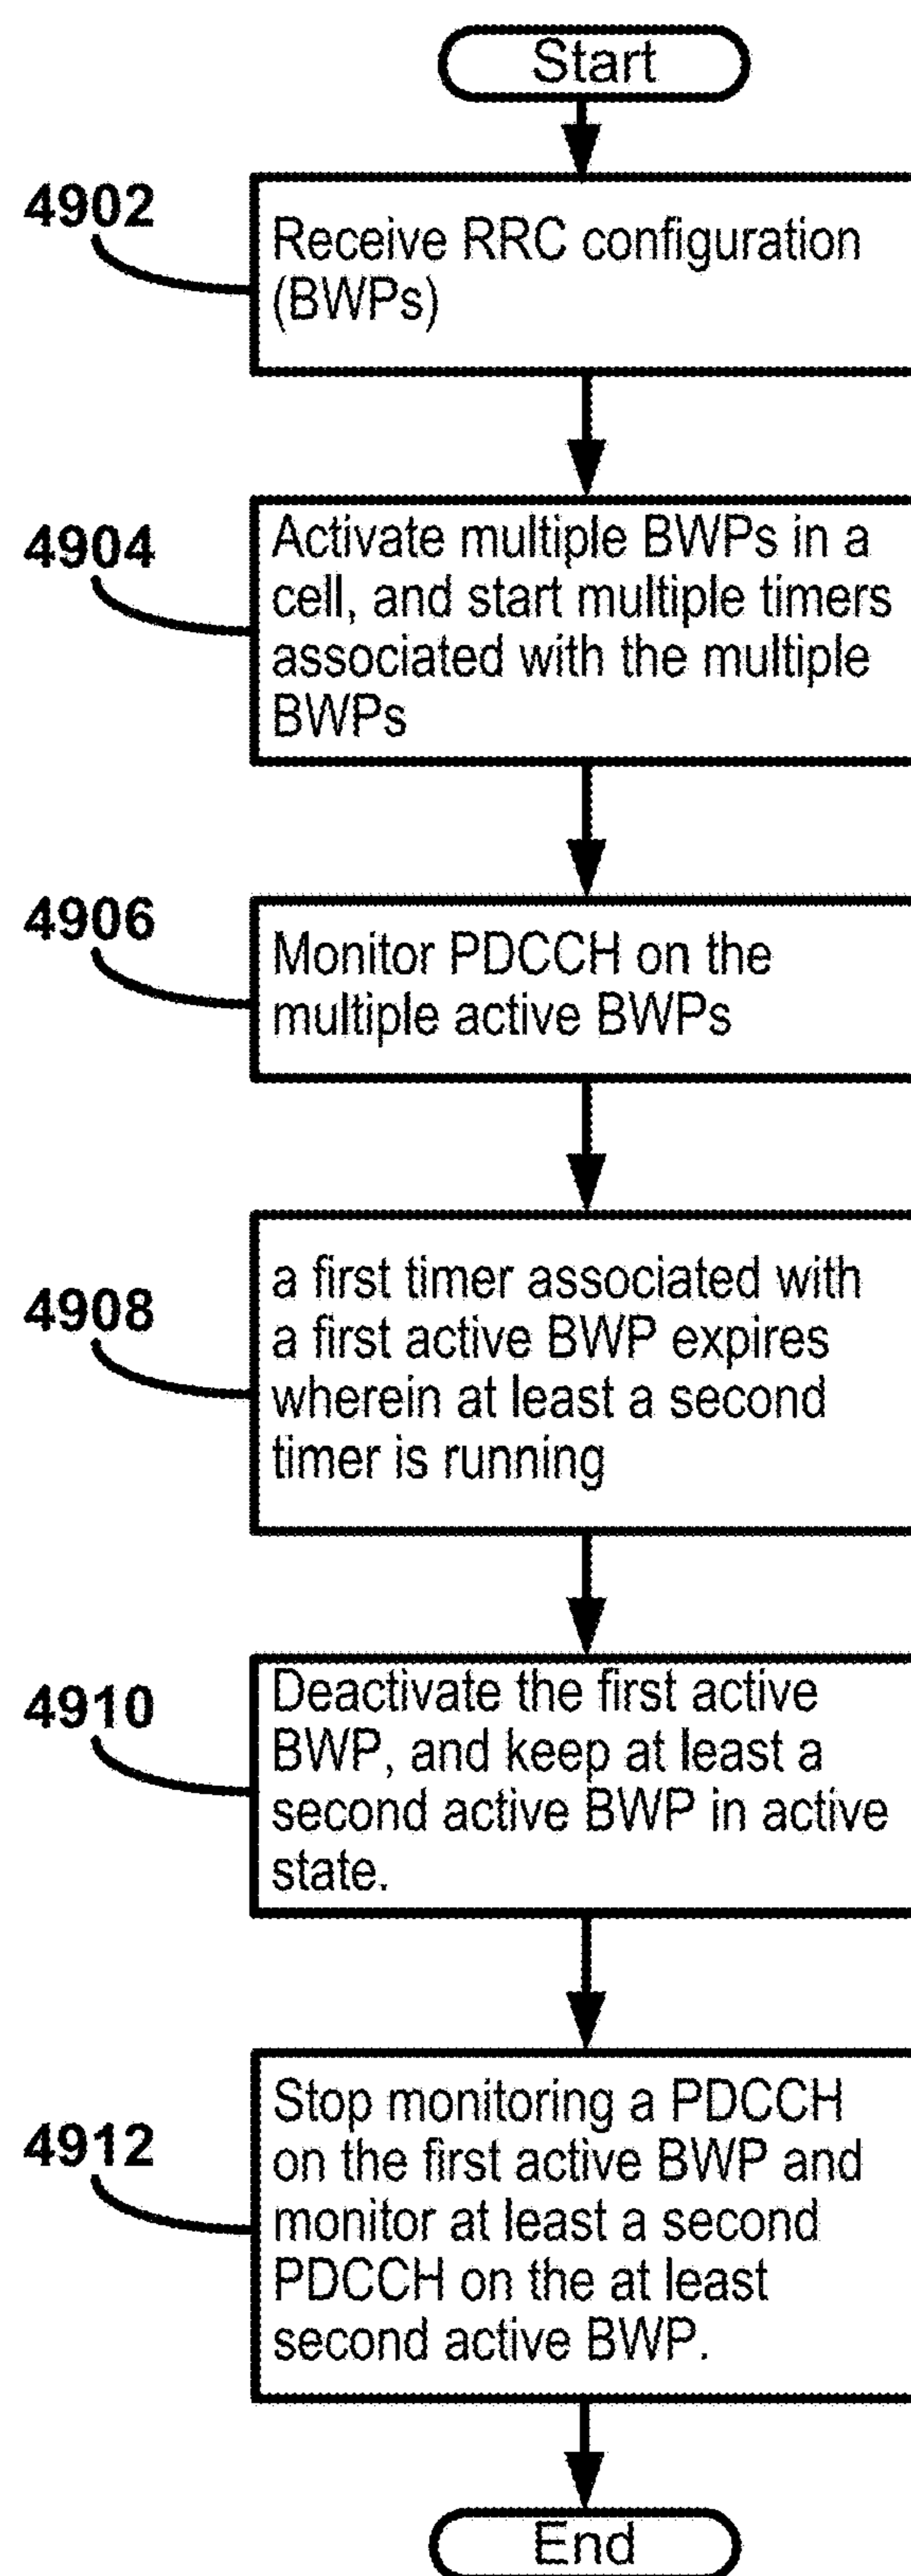 Start
4902
Receive RRC configuration
(BWPs)
4904
Activate multiple BWPs in a
cell, and start multiple timers
associated with the multiple
BWPs
4906
Monitor PDCCH on the
multiple active BWPs
4908
a first timer associated with
a first active BWP expires
wherein at least a second
timer is running
4910
Deactivate the first active
BWP, and keep at least a
second active BWP in active
state.
4912
Stop monitoring a PDCCH
on the first active BWP and
monitor at least a second
PDCCH on the at least
second active BWP.
End